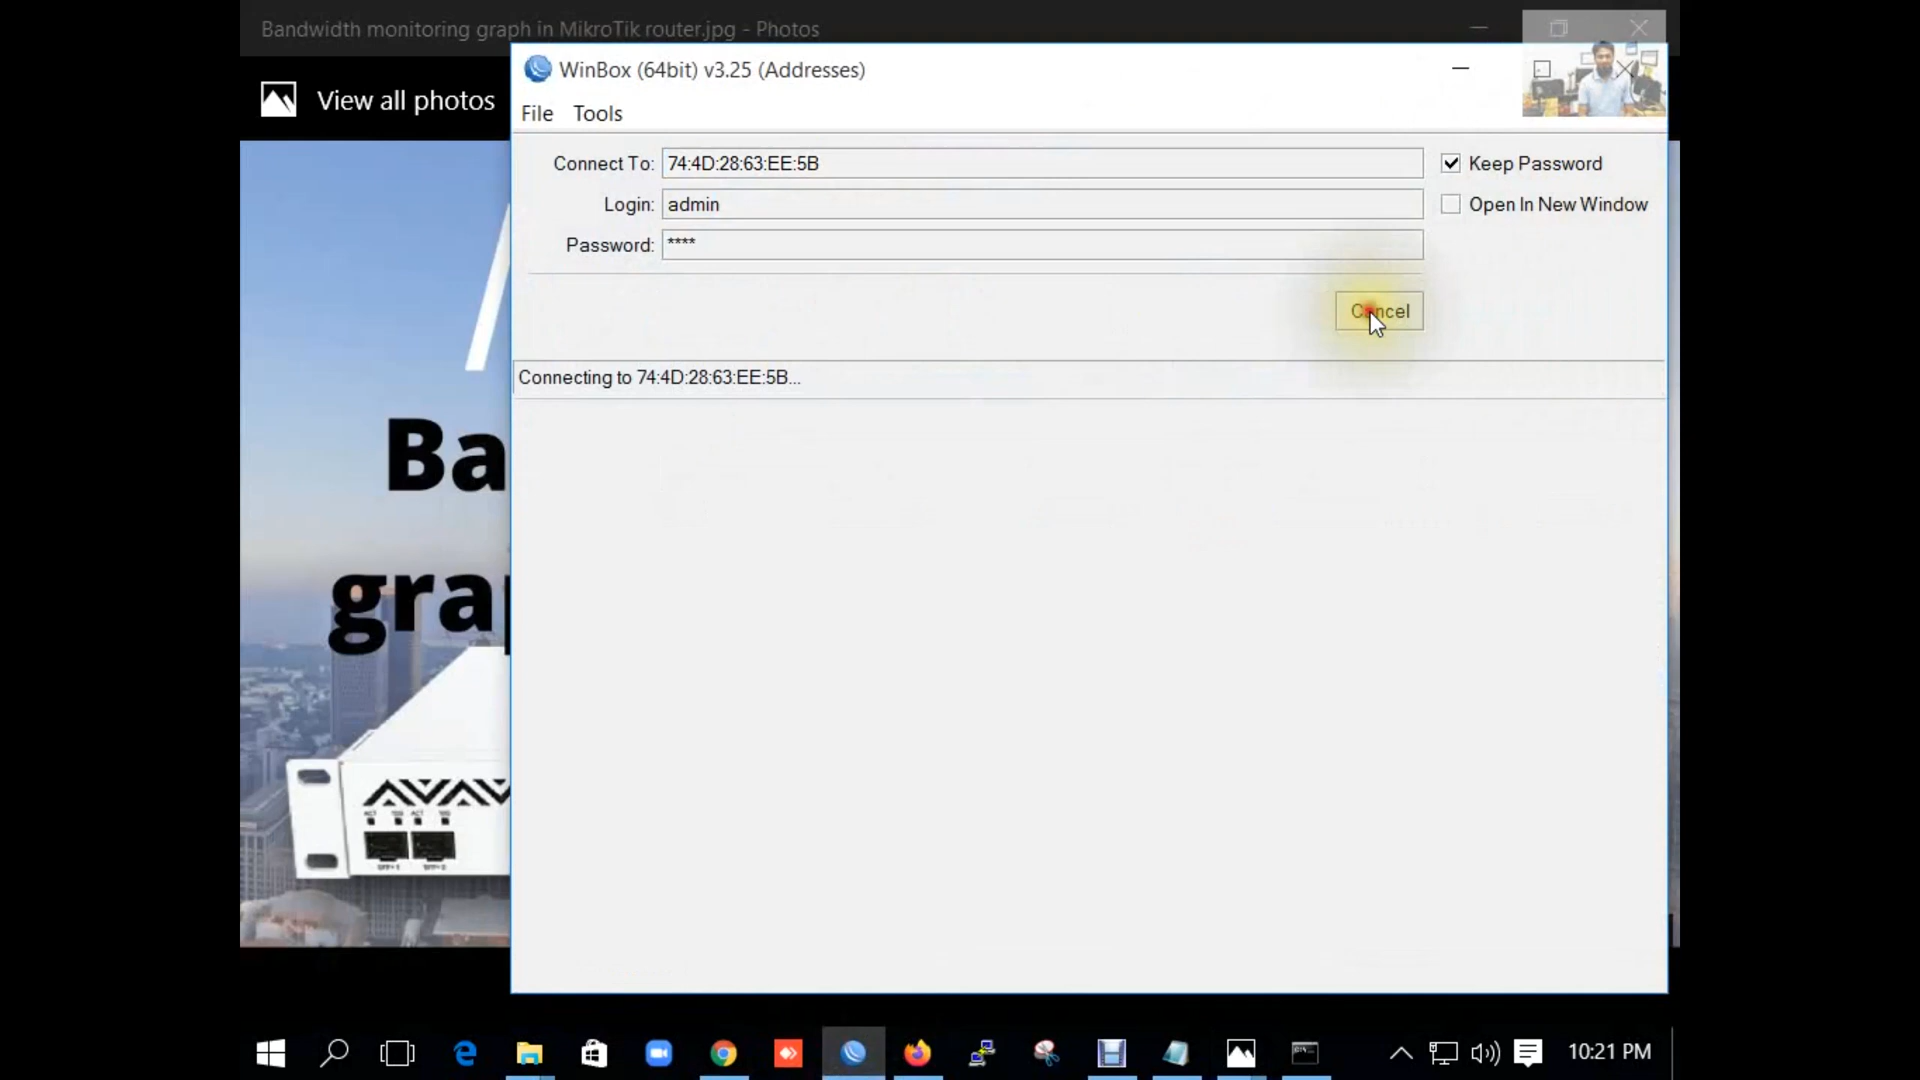 Bandwidth monitoring graph in MikroTik router.jpg - Photos
View all photos
WinBox (64bit) v3.25 (Addresses)
File Tools
Connect To: 74:4D:28:63:EE:5B
Keep Password
Login: admin
Open In New Window
Password: ****
Cancel
Connecting to 74:4D:28:63:EE:5B...
Ba
gra
10:21 PM